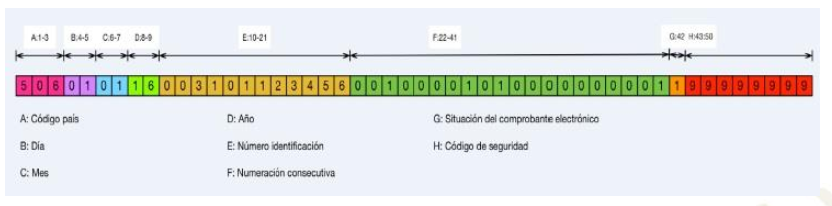 A:1-3 B:4-5 C:6-7 D:8-9 E:10-21 F:22-41 G:42 H:43:50
5 0 6 0 1 0 1 1 6 0 0 3 1 0 1 1 2 3 4 5 6 0 0 1 0 0 0 0 1 0 1 0 0 0 0 0 0 0 0 0 1 1 9 9 9 9 9 9 9 9
A: Código país D: Año G: Situación del comprobante electrónico
B: Día E: Número identificación H: Código de seguridad
C: Mes F: Numeración consecutiva